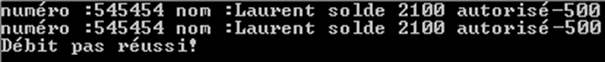 numéro :545454 nom :Laurent solde 2100 autorisé-500
numéro :545454 nom :Laurent solde 2100 autorisé-500
Débit pas réussi!